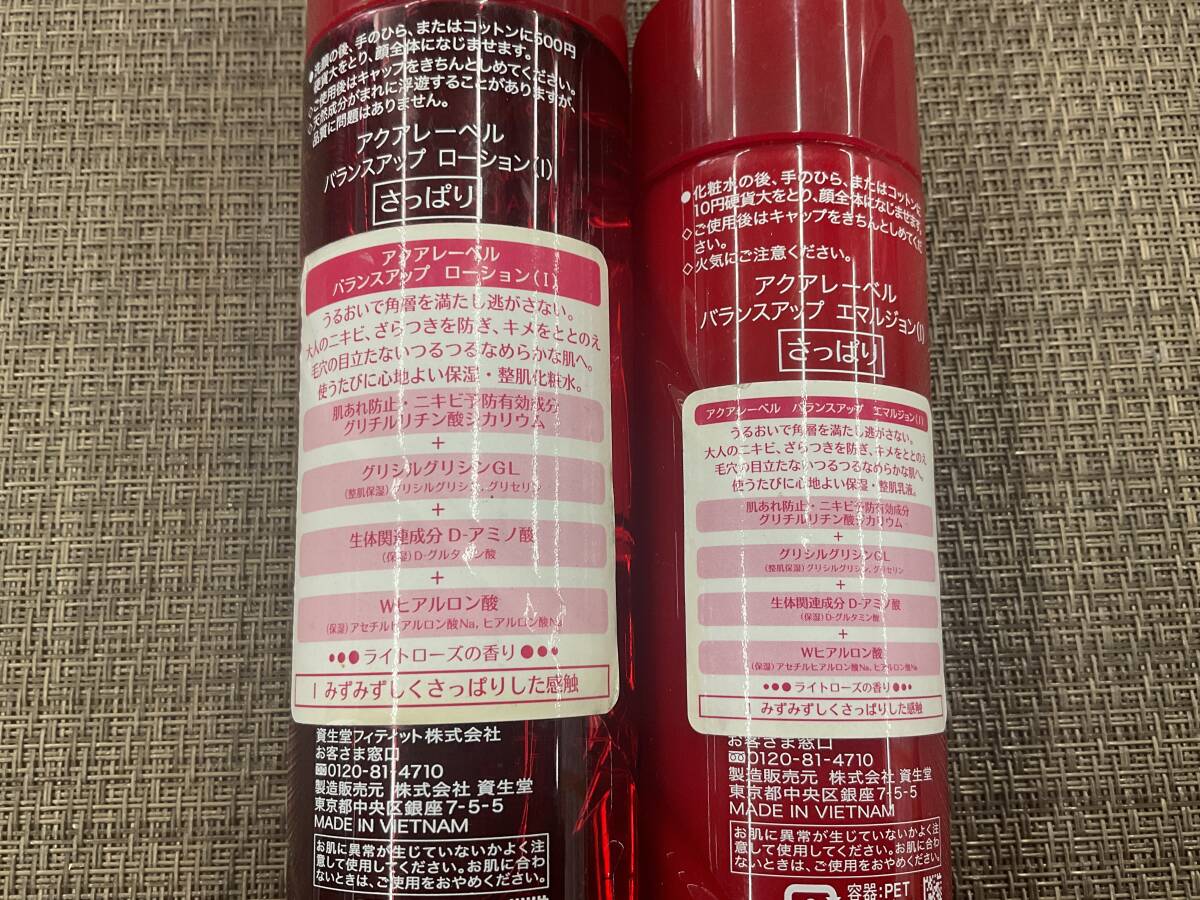 ●洗顔の後、手のひら、またはコットンに500円
硬貨大をとり、顔全体になじませます。
◇ご使用後はキャップをきちんとしめてください。
◇天然成分がまれに浮遊することがありますが、
品質に問題はありません。
アクアレーベル
バランスアップ ローション(I)
さっぱり
アクアレーベル
バランスアップ ローション(I)
うるおいで角層を満たし逃がさない。
大人のニキビ、ざらつきを防ぎ、キメをととのえ
毛穴の目立たないつるつるなめらかな肌へ。
使うたびに心地よい保湿・整肌化粧水。
肌あれ防止・ニキビ予防有効成分
グリチルリチン酸ジカリウム
+
グリシルグリシンGL
(整肌保湿)グリシルグリシン, グリセリン
+
生体関連成分 D-アミノ酸
(保湿)D-グルタミン酸
+
Wヒアルロン酸
(保湿)アセチルヒアルロン酸Na, ヒアルロン酸Na
●●●ライトローズの香り●●●
I みずみずしくさっぱりした感触
資生堂フィティット株式会社
お客さま窓口
0120-81-4710
製造販売元 株式会社 資生堂
東京都中央区銀座7-5-5
MADE IN VIETNAM
お肌に異常が生じていないかよく注
意して使用してください。お肌に合わ
ないときは、ご使用をおやめください。
●化粧水の後、手のひら、またはコットンに
10円硬貨大をとり、顔全体になじませます。
◇ご使用後はキャップをきちんとしめてくだ
さい。
◇火気にご注意ください。
アクアレーベル
バランスアップ エマルジョン(I)
さっぱり
アクアレーベル バランスアップ エマルジョン(I)
うるおいで角層を満たし逃がさない。
大人のニキビ、ざらつきを防ぎ、キメをととのえ
毛穴の目立たないつるつるなめらかな肌へ。
使うたびに心地よい保湿・整肌乳液。
肌あれ防止・ニキビ予防有効成分
グリチルリチン酸ジカリウム
+
グリシルグリシンGL
(整肌保湿)グリシルグリシン, グリセリン
+
生体関連成分 D-アミノ酸
(保湿)D-グルタミン酸
+
Wヒアルロン酸
(保湿)アセチルヒアルロン酸Na, ヒアルロン酸Na
●●●ライトローズの香り●●●
I みずみずしくさっぱりした感触
お客さま窓口
0120-81-4710
製造販売元 株式会社 資生堂
東京都中央区銀座7-5-5
MADE IN VIETNAM
お肌に異常が生じていないかよく注
意して使用してください。お肌に合わ
ないときは、ご使用をおやめください。
容器:PET